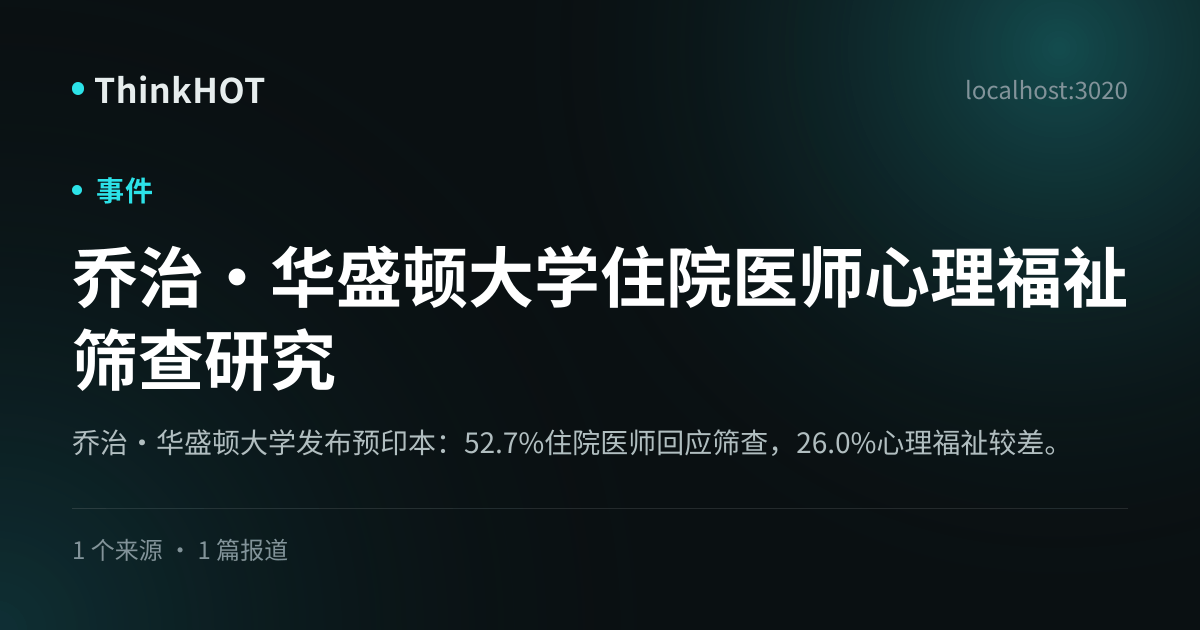 ThinkHOT
localhost:3020
事件
乔治·华盛顿大学住院医师心理福祉
筛查研究
乔治·华盛顿大学发布预印本：52.7%住院医师回应筛查，26.0%心理福祉较差。
1 个来源 · 1 篇报道